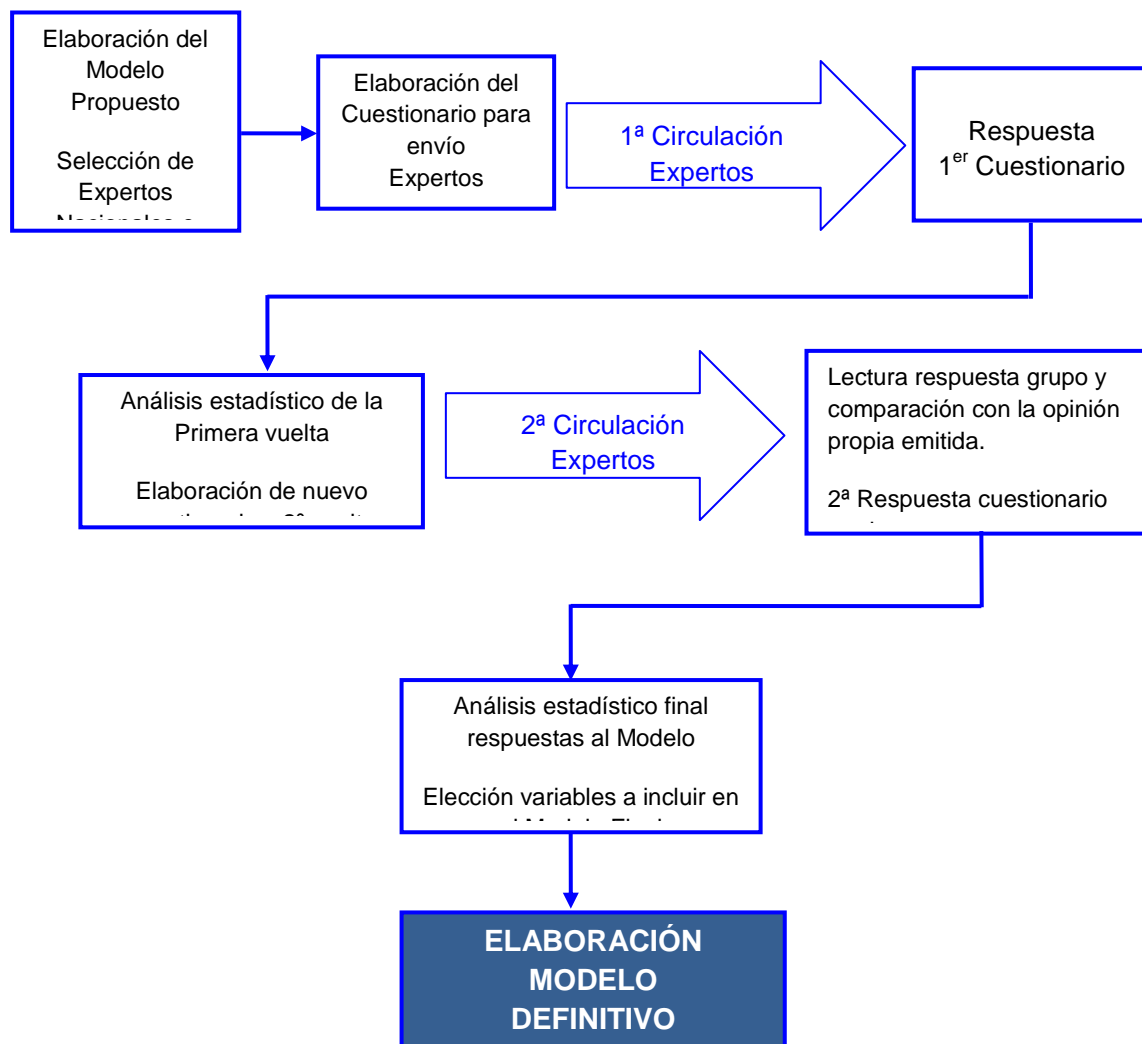 Elaboración del
Modelo
Propuesto
Selección de
Expertos
Elaboración del
Cuestionario para
envío
Expertos
1ª Circulación
Expertos
Respuesta
1er Cuestionario
Análisis estadístico de la
Primera vuelta
Elaboración de nuevo
2ª Circulación
Expertos
Lectura respuesta grupo y
comparación con la opinión
propia emitida.
2ª Respuesta cuestionario
Análisis estadístico final
respuestas al Modelo
Elección variables a incluir en
ELABORACIÓN
MODELO
DEFINITIVO